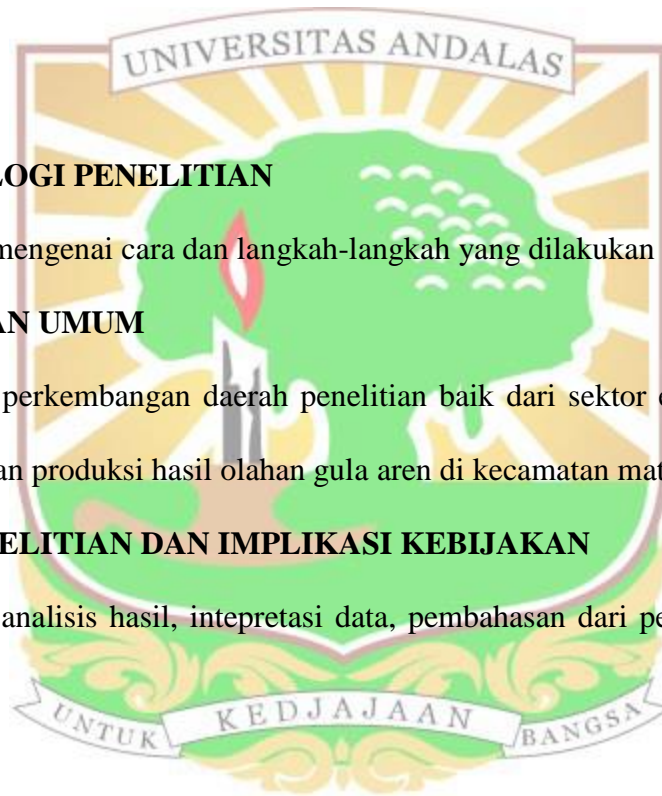 UNIVERSITAS ANDALAS
LOGI PENELITIAN
mengenai cara dan langkah-langkah yang dilakukan
AN UMUM
perkembangan daerah penelitian baik dari sektor
an produksi hasil olahan gula aren di kecamatan mat
ELITIAN DAN IMPLIKASI KEBIJAKAN
analisis hasil, intepretasi data, pembahasan dari pe
UNTUK KEDJAJAAN BANGSA